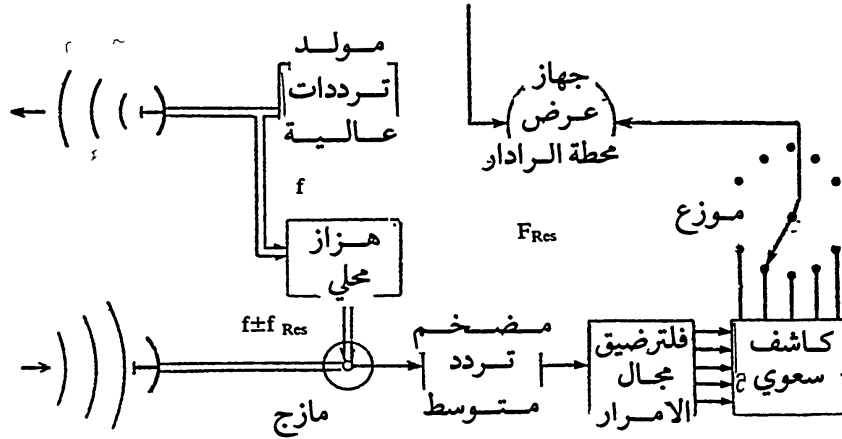 مولد
ترددات
عالية
جهاز
عرض
محطة الرادار
f
هزاز
محلي
F Res
موزع
f±f Res
مازج
مضخم
تردد
متوسط
فلترضيق
مجال
الامرار
كاشف
سعوي